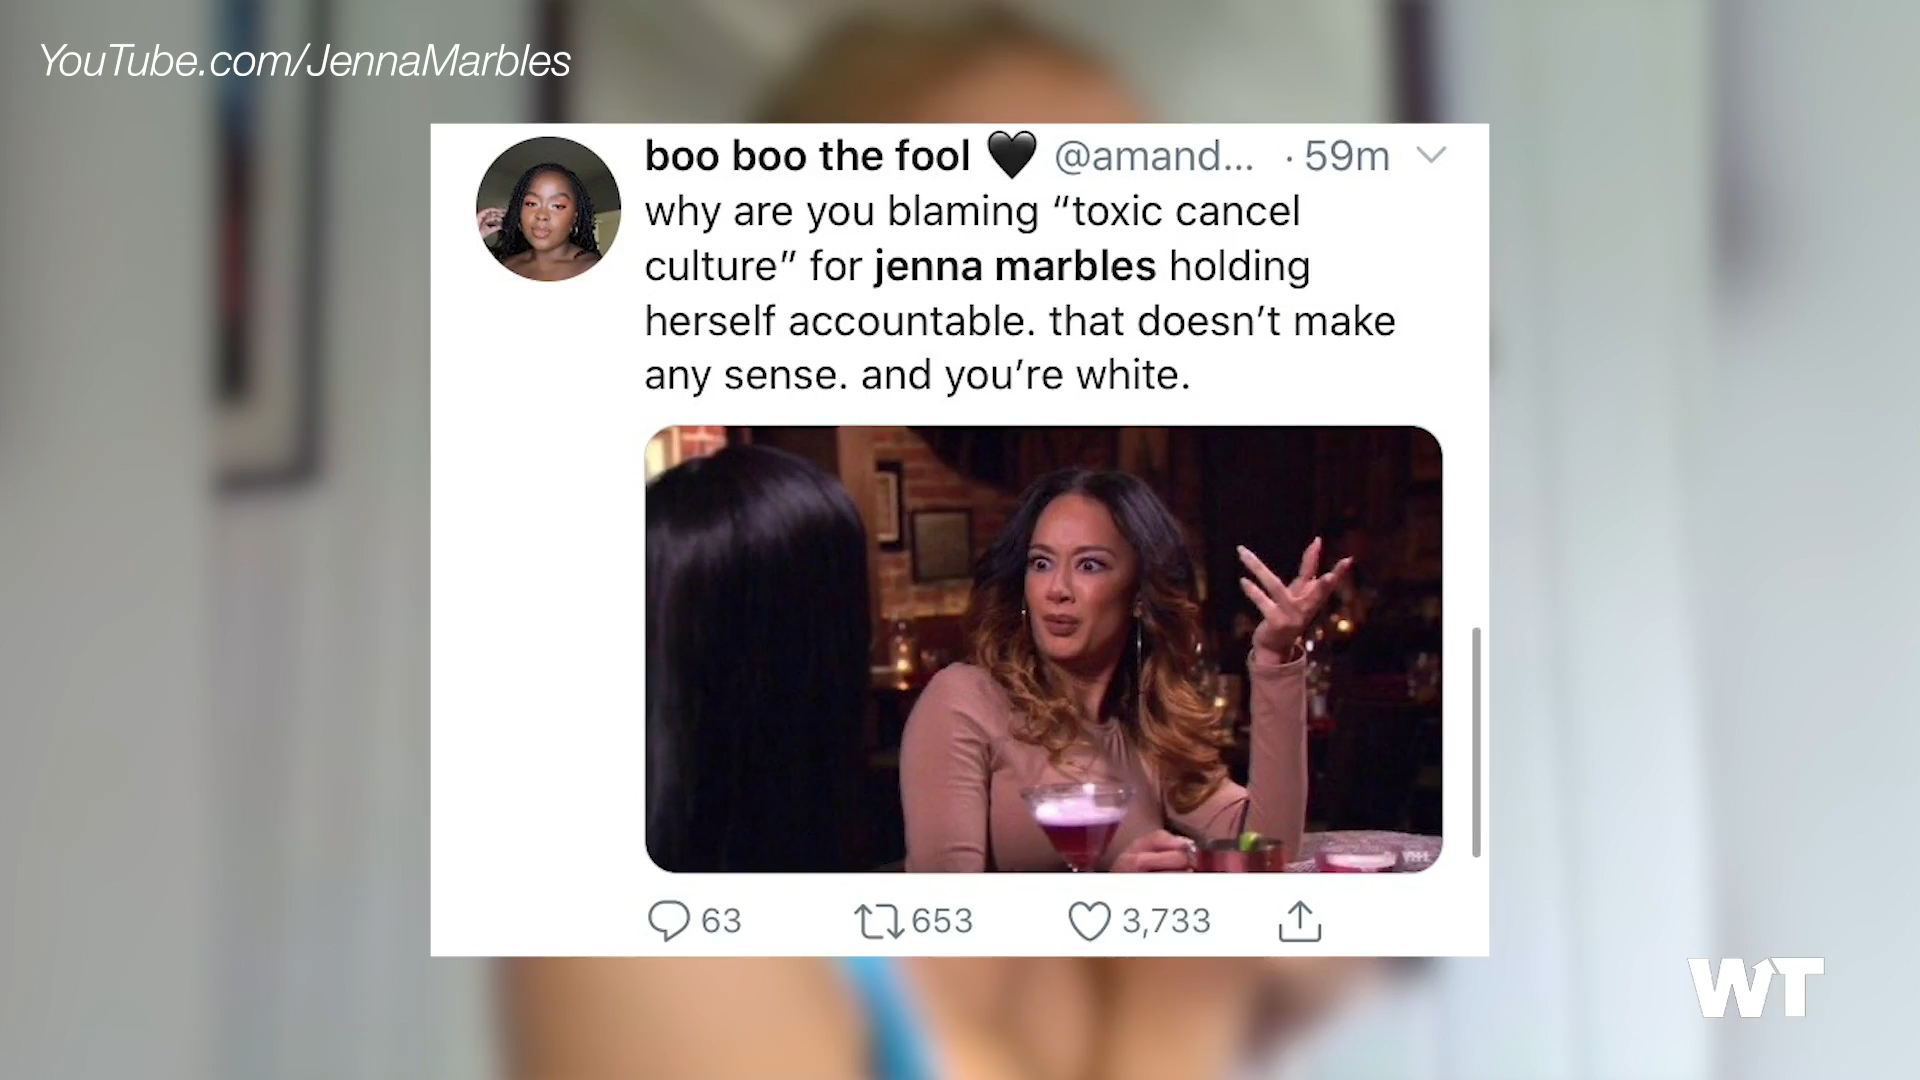 YouTube.com/JennaMarbles
boo boo the fool 🖤 @amand... · 59m
why are you blaming “toxic cancel
culture” for jenna marbles holding
herself accountable. that doesn’t make
any sense. and you’re white.
VH1
63 653 3,733
WT